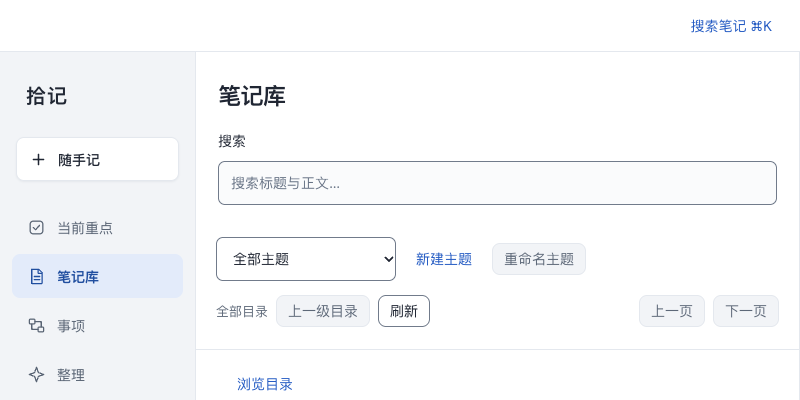 搜索笔记 ⌘K
拾记
随手记
当前重点
笔记库
事项
整理
笔记库
搜索
搜索标题与正文...
全部主题 新建主题 重命名主题
全部目录 上一级目录 刷新 上一页 下一页
浏览目录